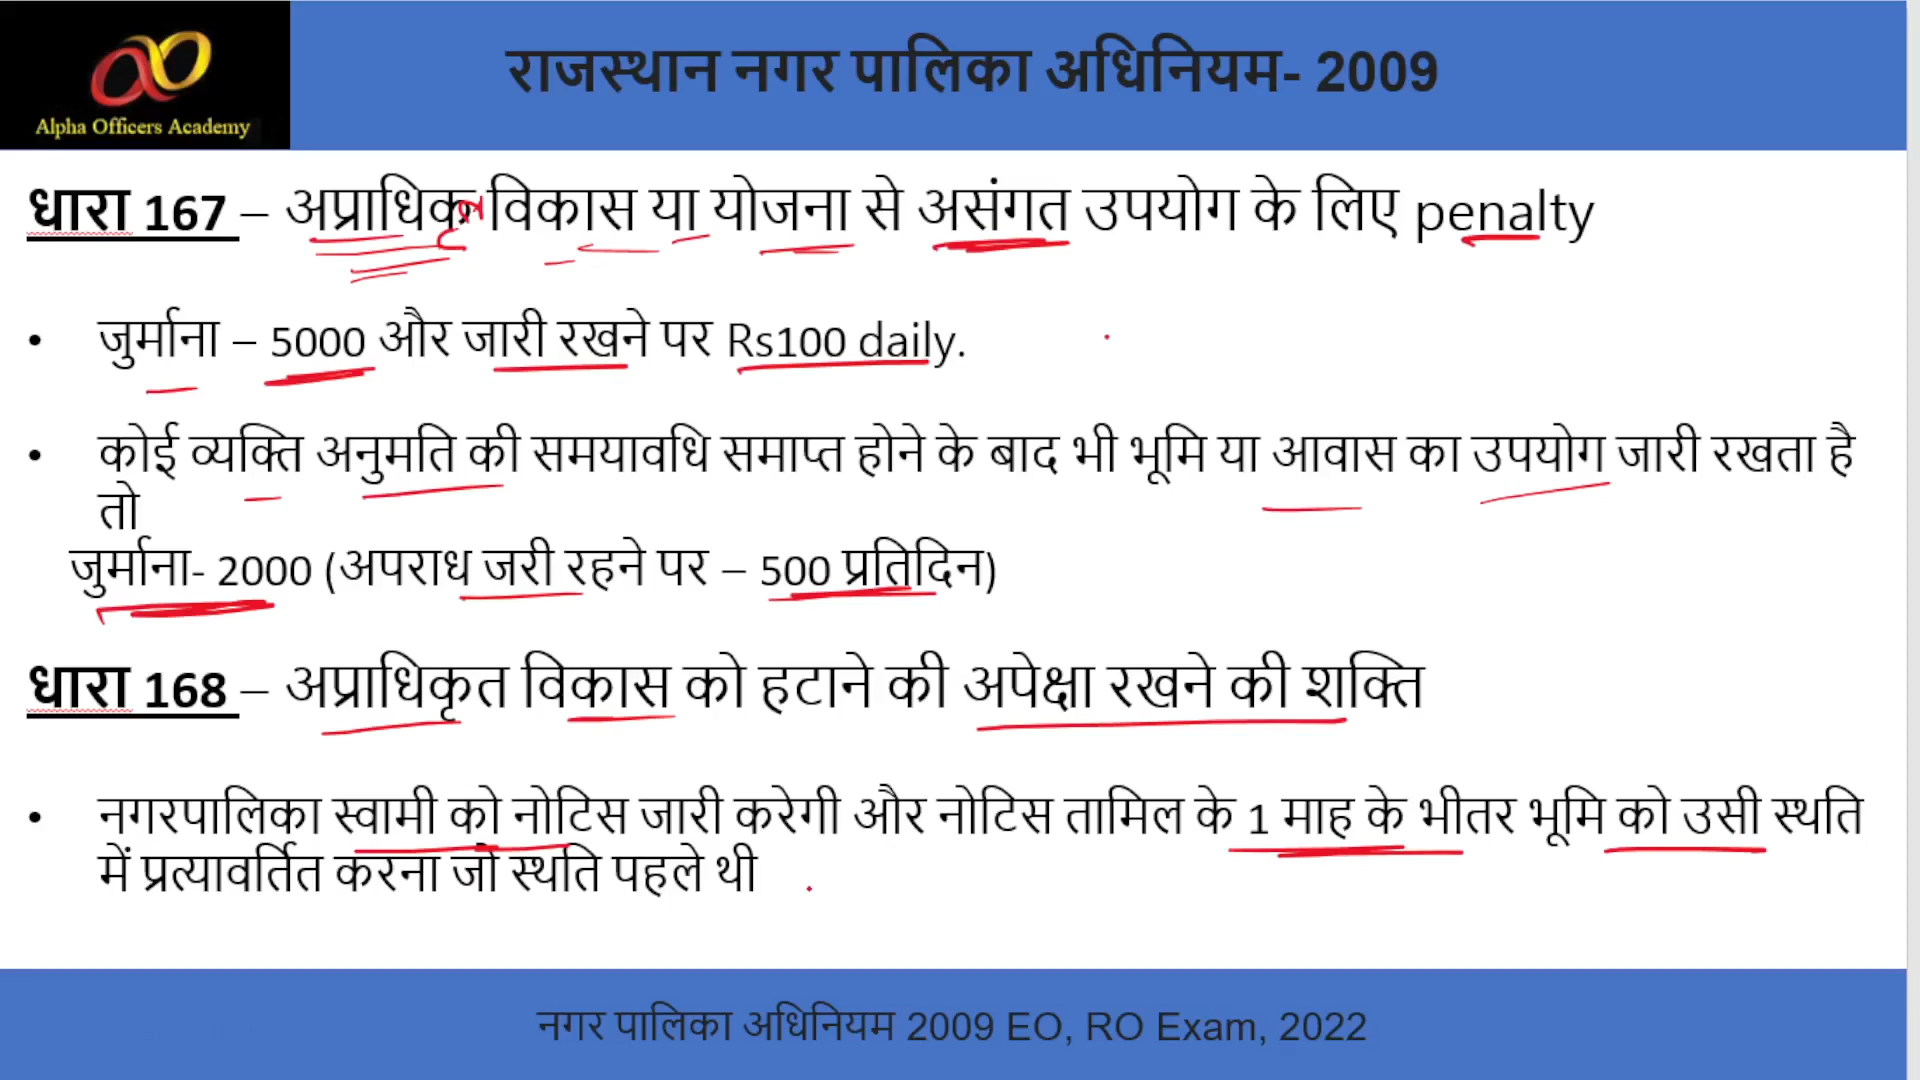 Alpha Officers Academy
राजस्थान नगर पालिका अधिनियम- 2009
धारा 167 – अप्राधिकृ विकास या योजना से असंगत उपयोग के लिए penalty
• जुर्माना – 5000 और जारी रखने पर Rs100 daily.
• कोई व्यक्ति अनुमति की समयावधि समाप्त होने के बाद भी भूमि या आवास का उपयोग जारी रखता है
तो
जुर्माना- 2000 (अपराध जरी रहने पर – 500 प्रतिदिन)
धारा 168 – अप्राधिकृत विकास को हटाने की अपेक्षा रखने की शक्ति
• नगरपालिका स्वामी को नोटिस जारी करेगी और नोटिस तामिल के 1 माह के भीतर भूमि को उसी स्थति
में प्रत्यावर्तित करना जो स्थति पहले थी
नगर पालिका अधिनियम 2009 EO, RO Exam, 2022